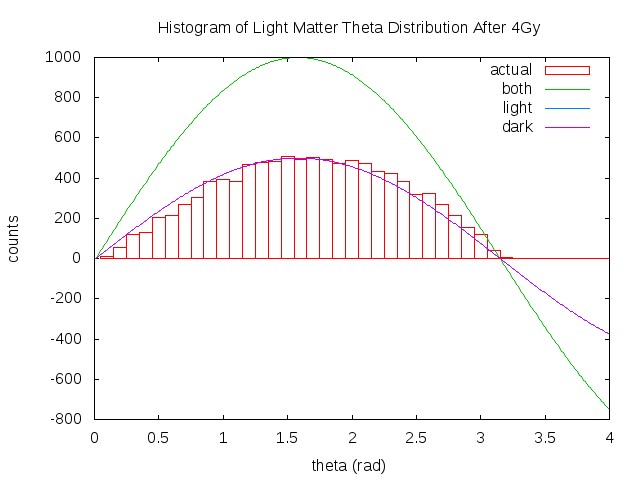 Histogram of Light Matter Theta Distribution After 4Gy
1000
800
600
400
200
0
-200
-400
-600
-800
counts
actual
both
light
dark
0 0.5 1 1.5 2 2.5 3 3.5 4
theta (rad)